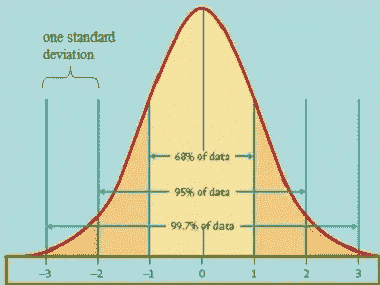 one standard
deviation
68% of data
95% of data
99.7% of data
−3 −2 −1 0 1 2 3